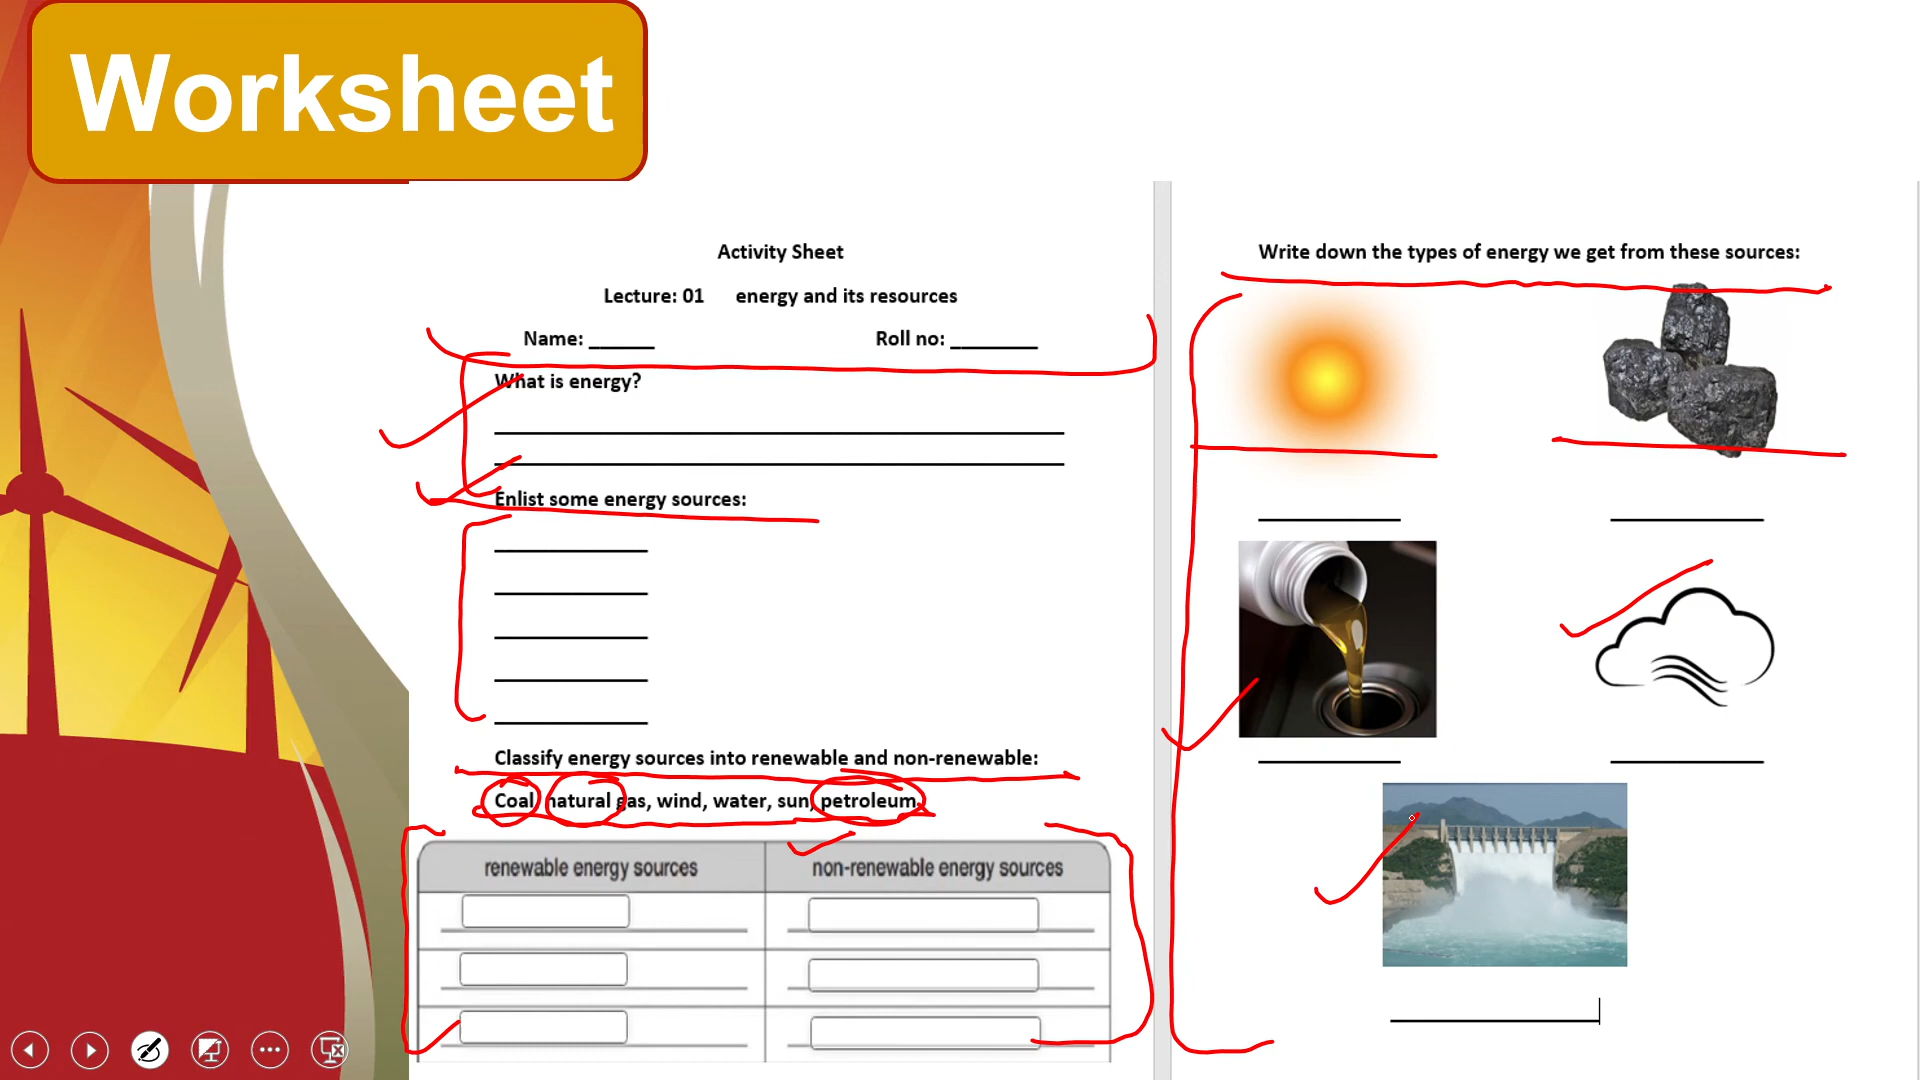 Worksheet
Activity Sheet
Lecture: 01 energy and its resources
Name: ______ Roll no: ________
What is energy?
Enlist some energy sources:
Classify energy sources into renewable and non-renewable:
Coal, natural gas, wind, water, sun, petroleum,
renewable energy sources non-renewable energy sources
Write down the types of energy we get from these sources: